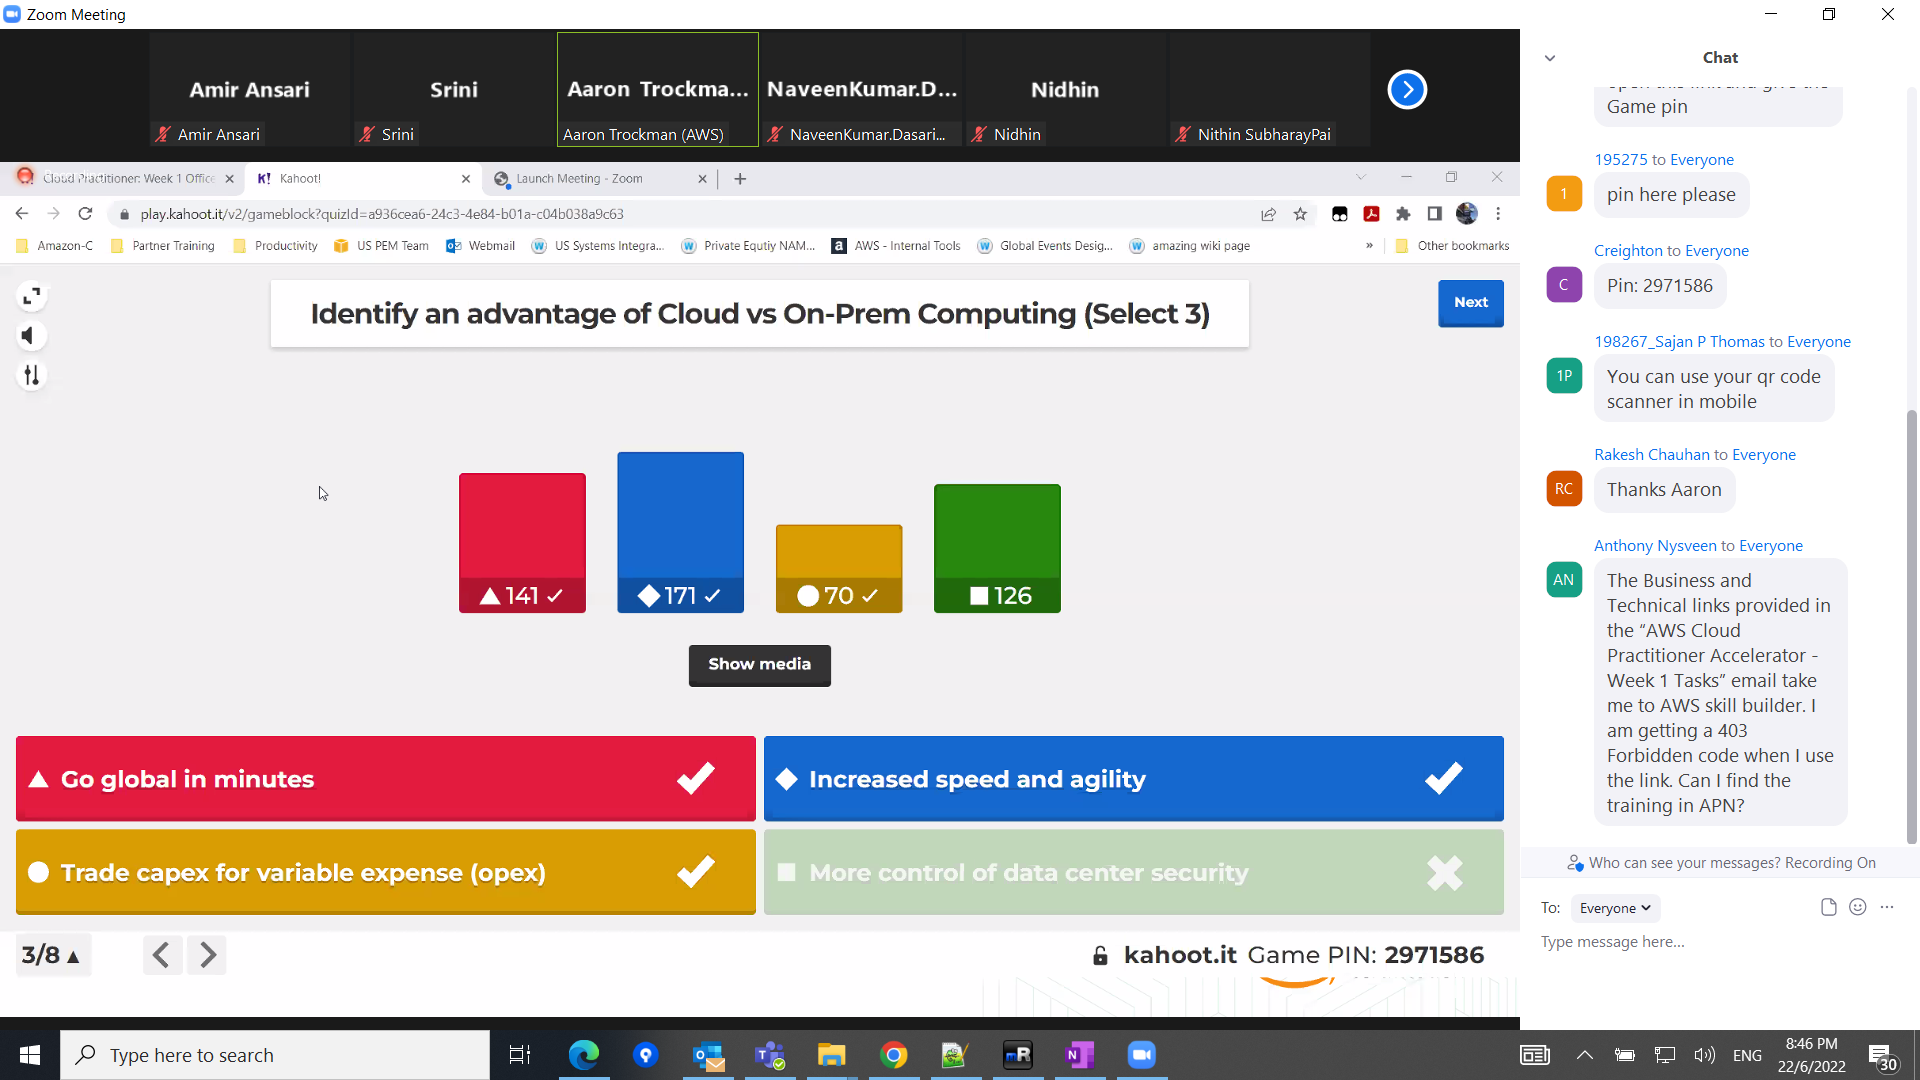 Zoom Meeting
Amir Ansari
Srini
Aaron Trockma...
NaveenKumar.D...
Nidhin
Amir Ansari
Srini
Aaron Trockman (AWS)
NaveenKumar.Dasari...
Nidhin
Nithin SubharayPai
Cloud Practitioner: Week 1 Office
K! Kahoot!
Launch Meeting - Zoom
play.kahoot.it/v2/gameblock?quizId=a936cea6-24c3-4e84-b01a-c04b038a9c63
Amazon-C
Partner Training
Productivity
US PEM Team
Webmail
US Systems Integra...
Private Equtiy NAM...
AWS - Internal Tools
Global Events Desig...
amazing wiki page
»
Other bookmarks
Identify an advantage of Cloud vs On-Prem Computing (Select 3)
Next
141
171
70
126
Show media
Go global in minutes
Increased speed and agility
Trade capex for variable expense (opex)
More control of data center security
3/8
kahoot.it Game PIN: 2971586
Chat
Game pin
195275 to Everyone
1
pin here please
Creighton to Everyone
C
Pin: 2971586
198267_Sajan P Thomas to Everyone
1P
You can use your qr code
scanner in mobile
Rakesh Chauhan to Everyone
RC
Thanks Aaron
Anthony Nysveen to Everyone
AN
The Business and
Technical links provided in
the “AWS Cloud
Practitioner Accelerator -
Week 1 Tasks” email take
me to AWS skill builder. I
am getting a 403
Forbidden code when I use
the link. Can I find the
training in APN?
Who can see your messages? Recording On
To: Everyone
Type message here...
Type here to search
mR
ENG
8:46 PM
22/6/2022
30